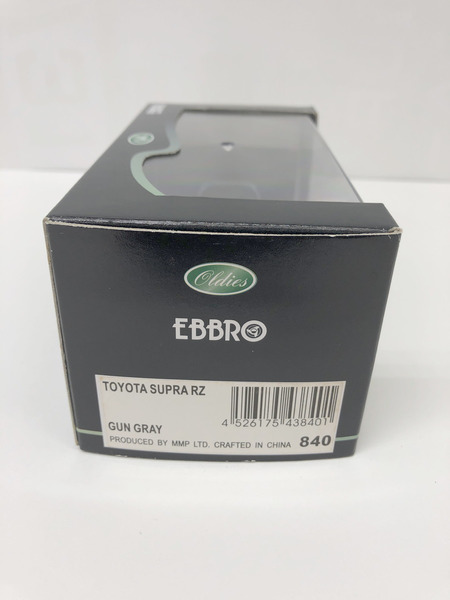 Oldies
EBBRO
TOYOTA SUPRA RZ
4 526175 438401
GUN GRAY
PRODUCED BY MMP LTD. CRAFTED IN CHINA 840